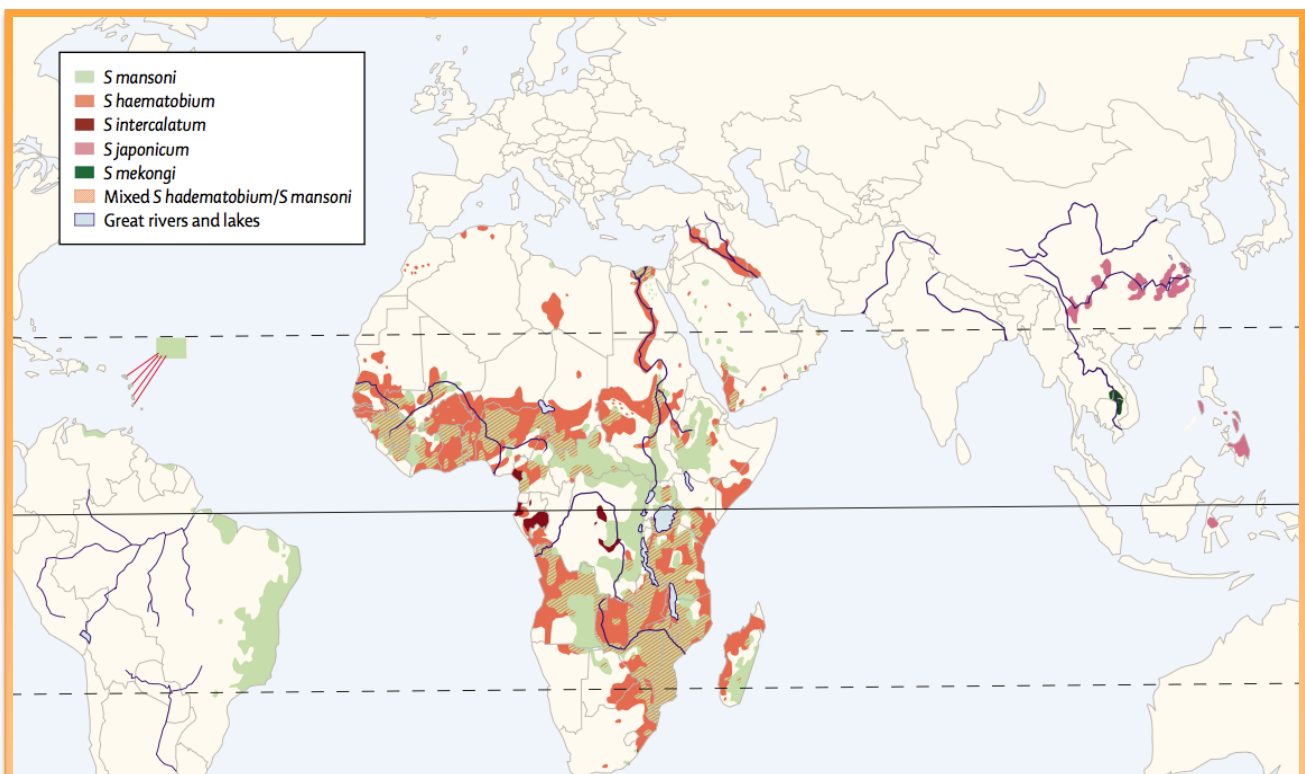 S mansoni
S haematobium
S intercalatum
S japonicum
S mekongi
Mixed S hadematobium/S mansoni
Great rivers and lakes